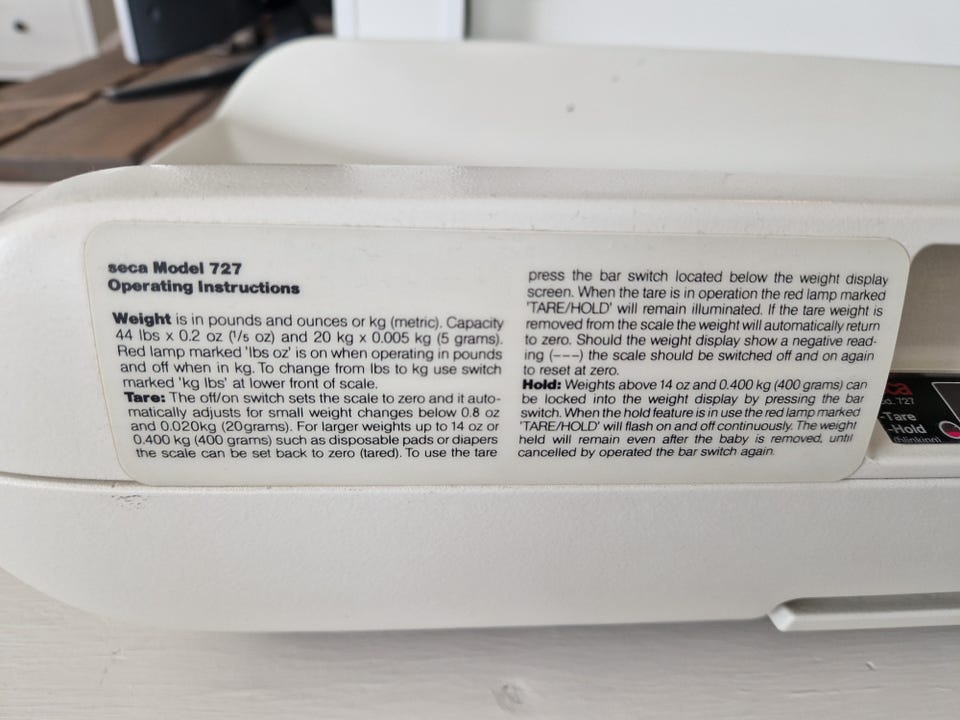 seca Model 727
Operating Instructions
Weight is in pounds and ounces or kg (metric). Capacity
44 lbs x 0.2 oz (1/5 oz) and 20 kg x 0.005 kg (5 grams).
Red lamp marked 'lbs oz' is on when operating in pounds
and off when in kg. To change from lbs to kg use switch
marked 'kg lbs' at lower front of scale.
Tare: The off/on switch sets the scale to zero and it auto-
matically adjusts for small weight changes below 0.8 oz
and 0.020kg (20grams). For larger weights up to 14 oz or
0.400 kg (400 grams) such as disposable pads or diapers
the scale can be set back to zero (tared). To use the tare
press the bar switch located below the weight display
screen. When the tare is in operation the red lamp marked
'TARE/HOLD' will remain illuminated. If the tare weight is
removed from the scale the weight will automatically return
to zero. Should the weight display show a negative read-
ing (---) the scale should be switched off and on again
to reset at zero.
Hold: Weights above 14 oz and 0.400 kg (400 grams) can
be locked into the weight display by pressing the bar
switch. When the hold feature is in use the red lamp marked
'TARE/HOLD' will flash on and off continuously. The weight
held will remain even after the baby is removed, until
cancelled by operated the bar switch again.
727
-Tare
-Hold
(blinking)